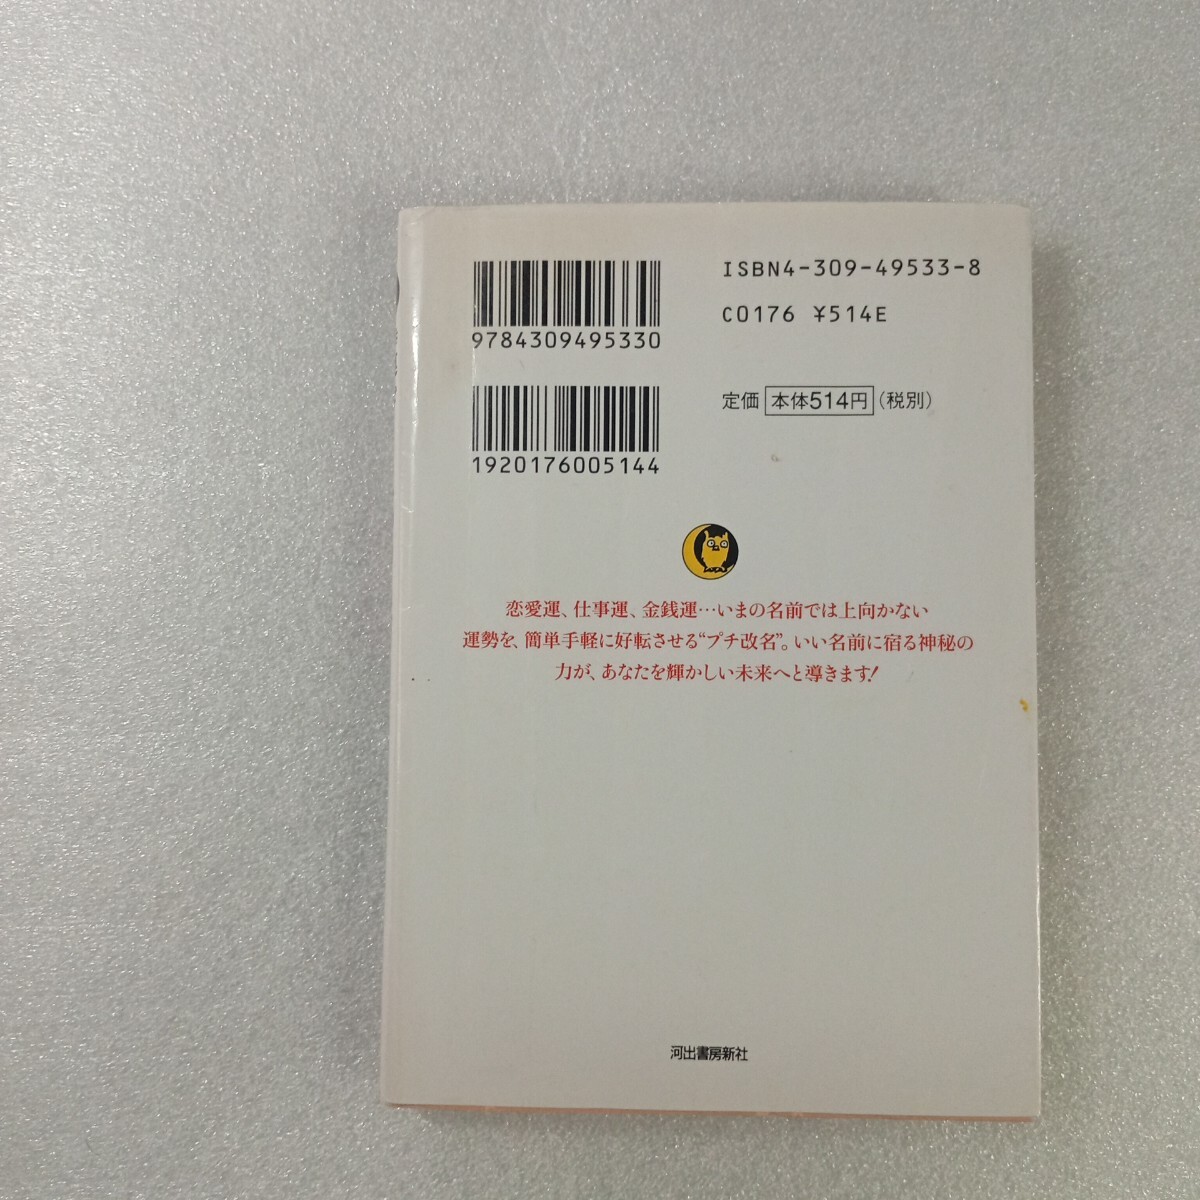 ISBN4-309-49533-8
9784309495330
C0176 ¥514E
1920176005144
定価 本体514円 (税別)
恋愛運、仕事運、金銭運…いまの名前では上向かない
運勢を、簡単手軽に好転させる“プチ改名”。いい名前に宿る神秘の
力が、あなたを輝かしい未来へと導きます!
河出書房新社